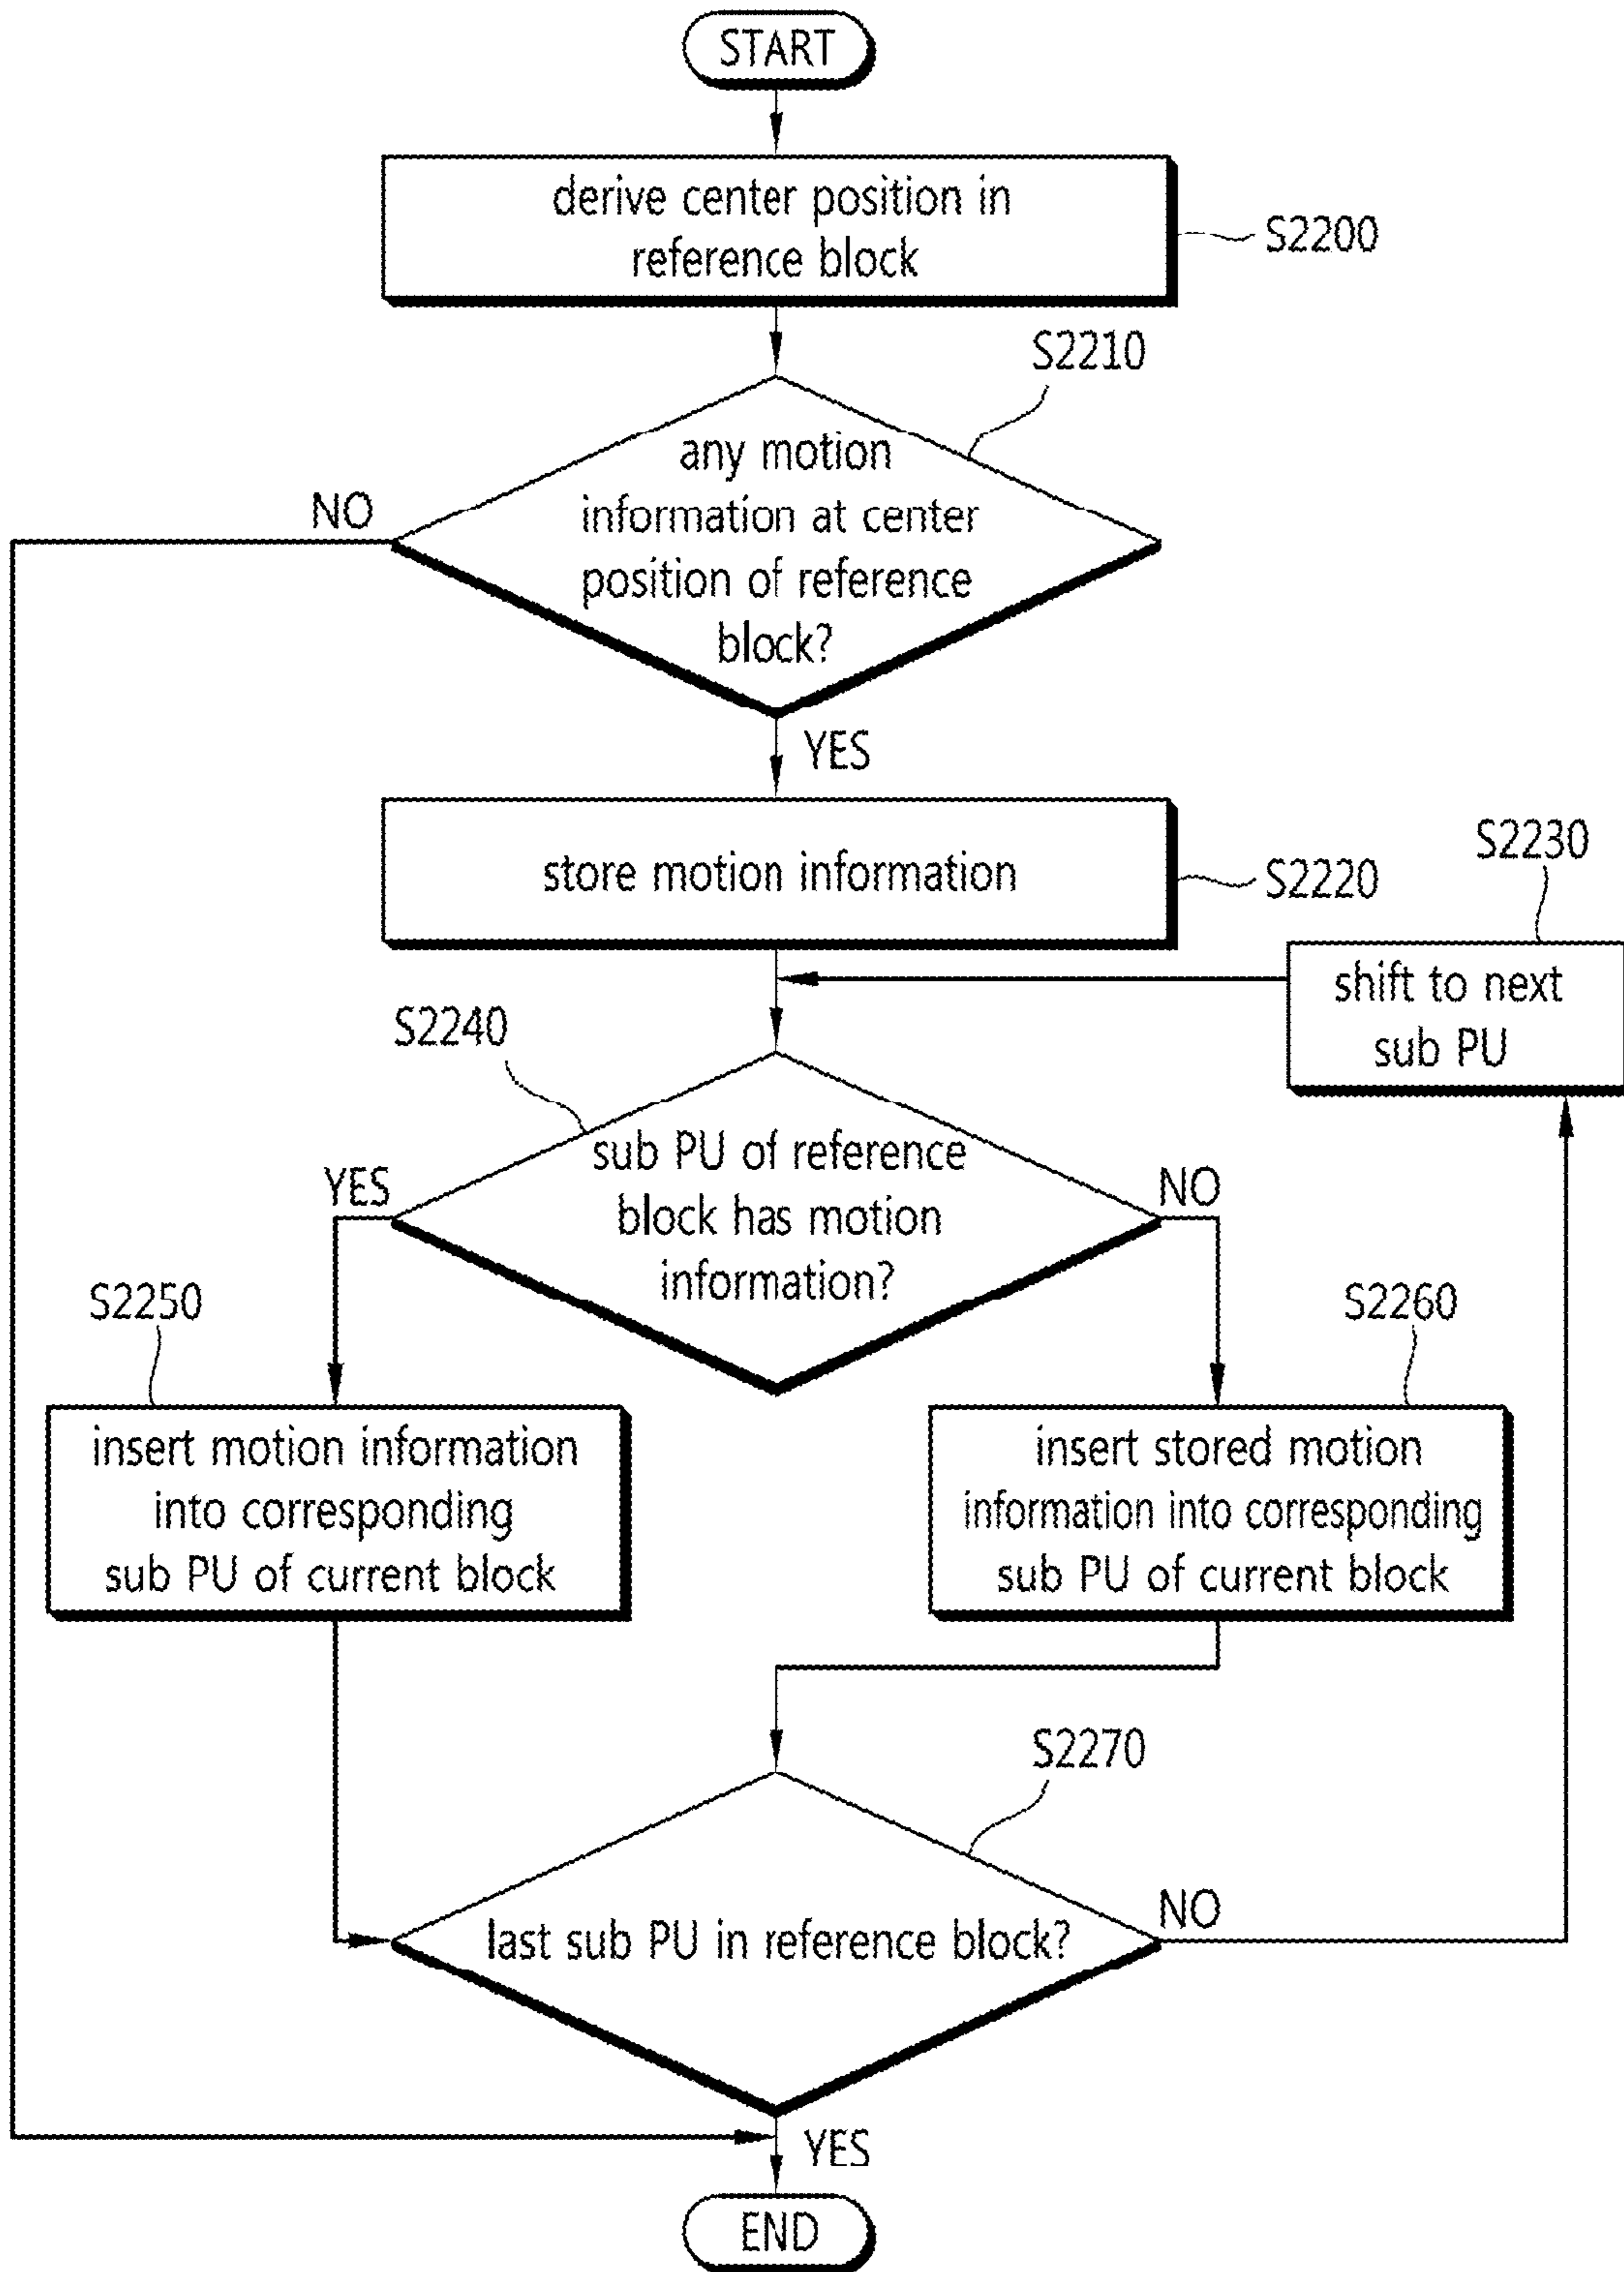 START
derive center position in
reference block
S2200
S2210
any motion
information at center
position of reference
block?
NO
YES
store motion information
S2220
S2230
shift to next
sub PU
S2240
sub PU of reference
block has motion
information?
YES
NO
S2250
insert motion information
into corresponding
sub PU of current block
S2260
insert stored motion
information into corresponding
sub PU of current block
S2270
last sub PU in reference block?
NO
YES
END